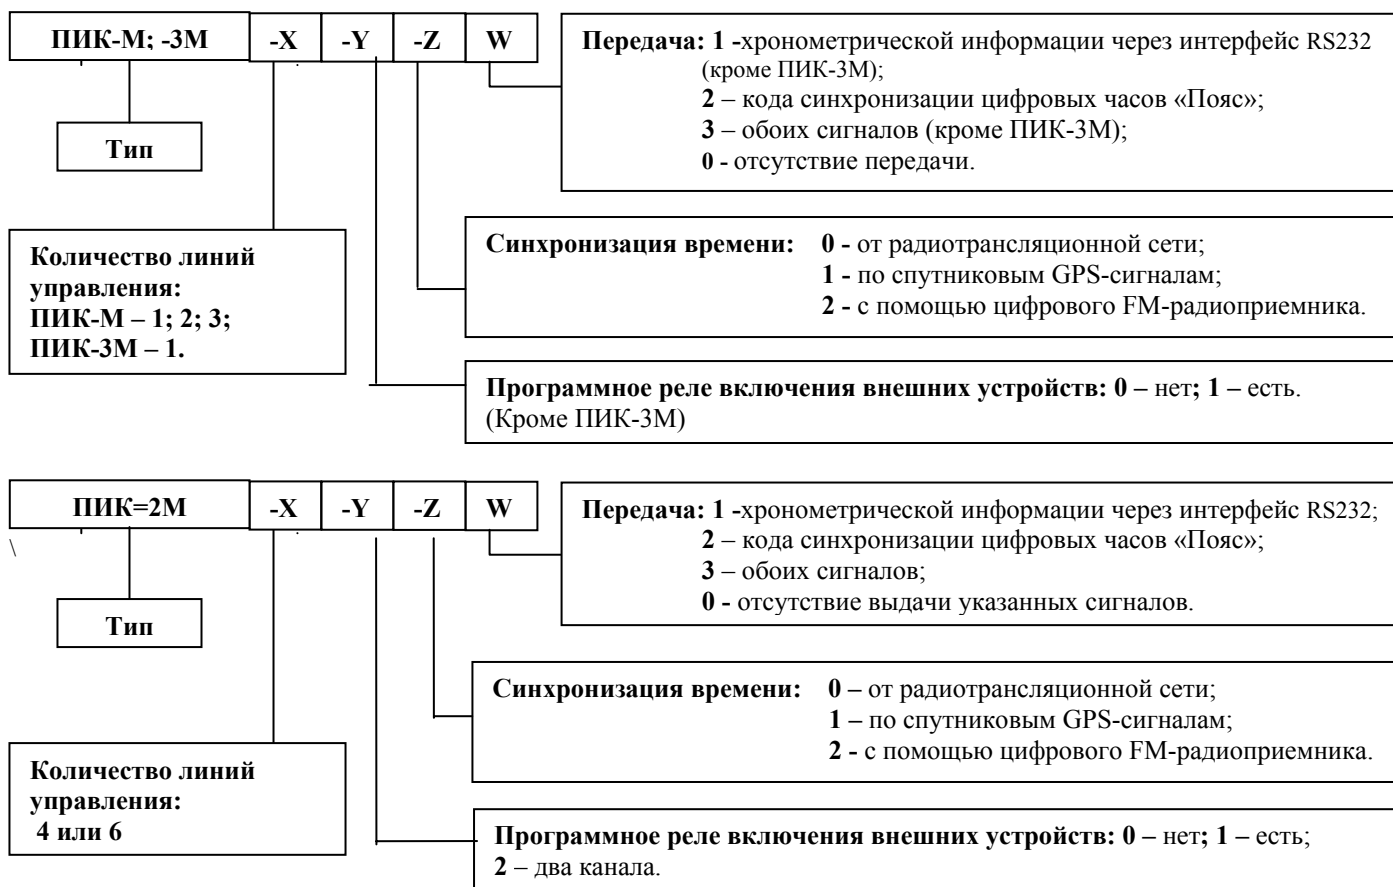 ПИК-М; -3М -X -Y -Z W
Тип
Передача: 1 -хронометрической информации через интерфейс RS232
(кроме ПИК-3М);
2 – кода синхронизации цифровых часов «Пояс»;
3 – обоих сигналов (кроме ПИК-3М);
0 - отсутствие передачи.
Количество линий
управления:
ПИК-М – 1; 2; 3;
ПИК-3М – 1.
Синхронизация времени: 0 - от радиотрансляционной сети;
1 - по спутниковым GPS-сигналам;
2 - с помощью цифрового FM-радиоприемника.
Программное реле включения внешних устройств: 0 – нет; 1 – есть.
(Кроме ПИК-3М)
ПИК=2М -X -Y -Z W
\
Тип
Передача: 1 -хронометрической информации через интерфейс RS232;
2 – кода синхронизации цифровых часов «Пояс»;
3 – обоих сигналов;
0 - отсутствие выдачи указанных сигналов.
Синхронизация времени: 0 – от радиотрансляционной сети;
1 – по спутниковым GPS-сигналам;
2 - с помощью цифрового FM-радиоприемника.
Количество линий
управления:
4 или 6
Программное реле включения внешних устройств: 0 – нет; 1 – есть;
2 – два канала.